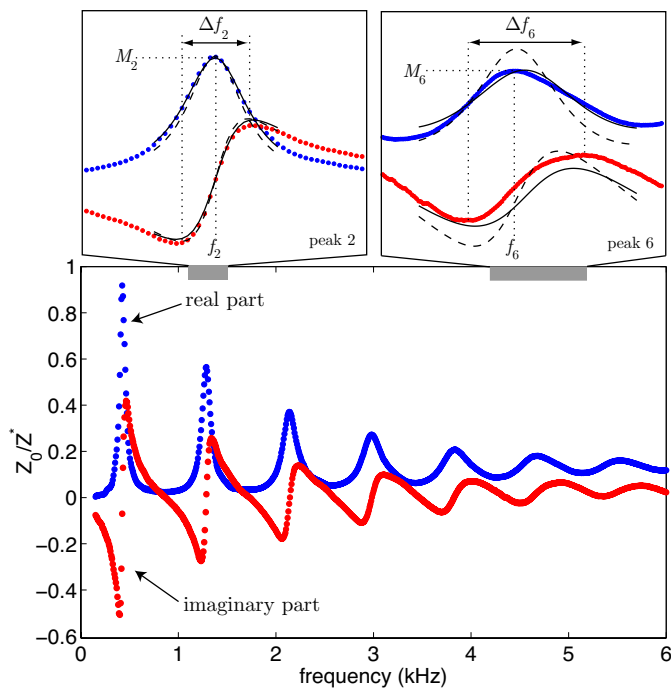 Δf₂
Δf₆
M₂
M₆
f₂
peak 2
f₆
peak 6
1
0.8
0.6
0.4
0.2
0
−0.2
−0.4
−0.6
Z₀/Z*
real part
imaginary part
0 1 2 3 4 5 6
frequency (kHz)